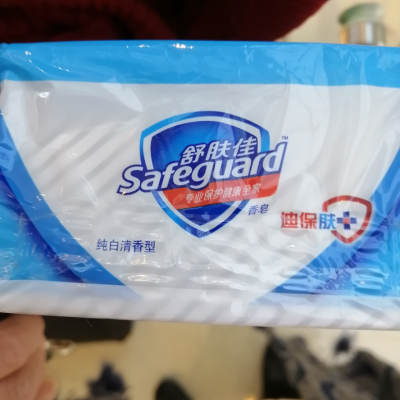 舒肤佳
Safeguard™
专业保护健康全家
香皂
迪保肤
纯白清香型